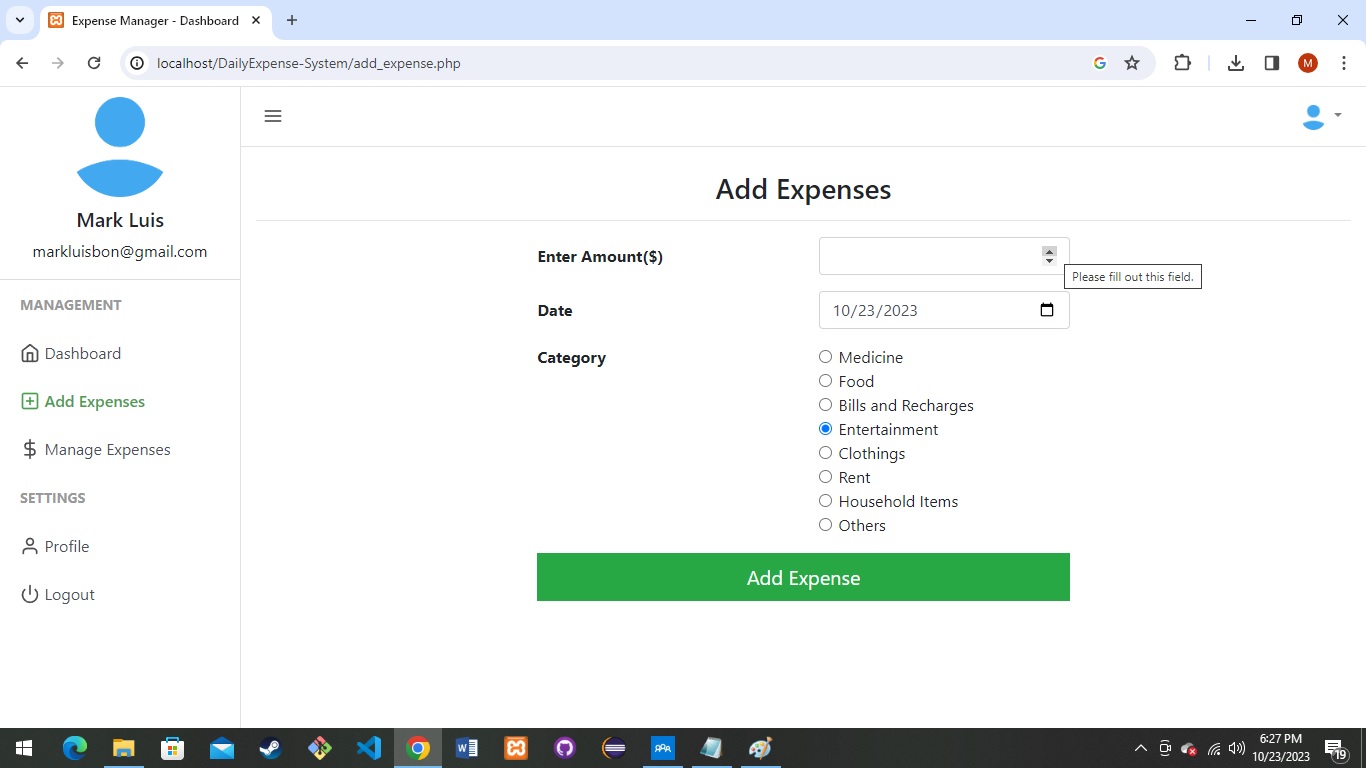 Expense Manager - Dashboard
localhost/DailyExpense-System/add_expense.php
M
Mark Luis
markluisbon@gmail.com
MANAGEMENT
Dashboard
Add Expenses
Manage Expenses
SETTINGS
Profile
Logout
Add Expenses
Enter Amount($)
Please fill out this field.
Date
10/23/2023
Category
Medicine
Food
Bills and Recharges
Entertainment
Clothings
Rent
Household Items
Others
Add Expense
6:27 PM
10/23/2023
19